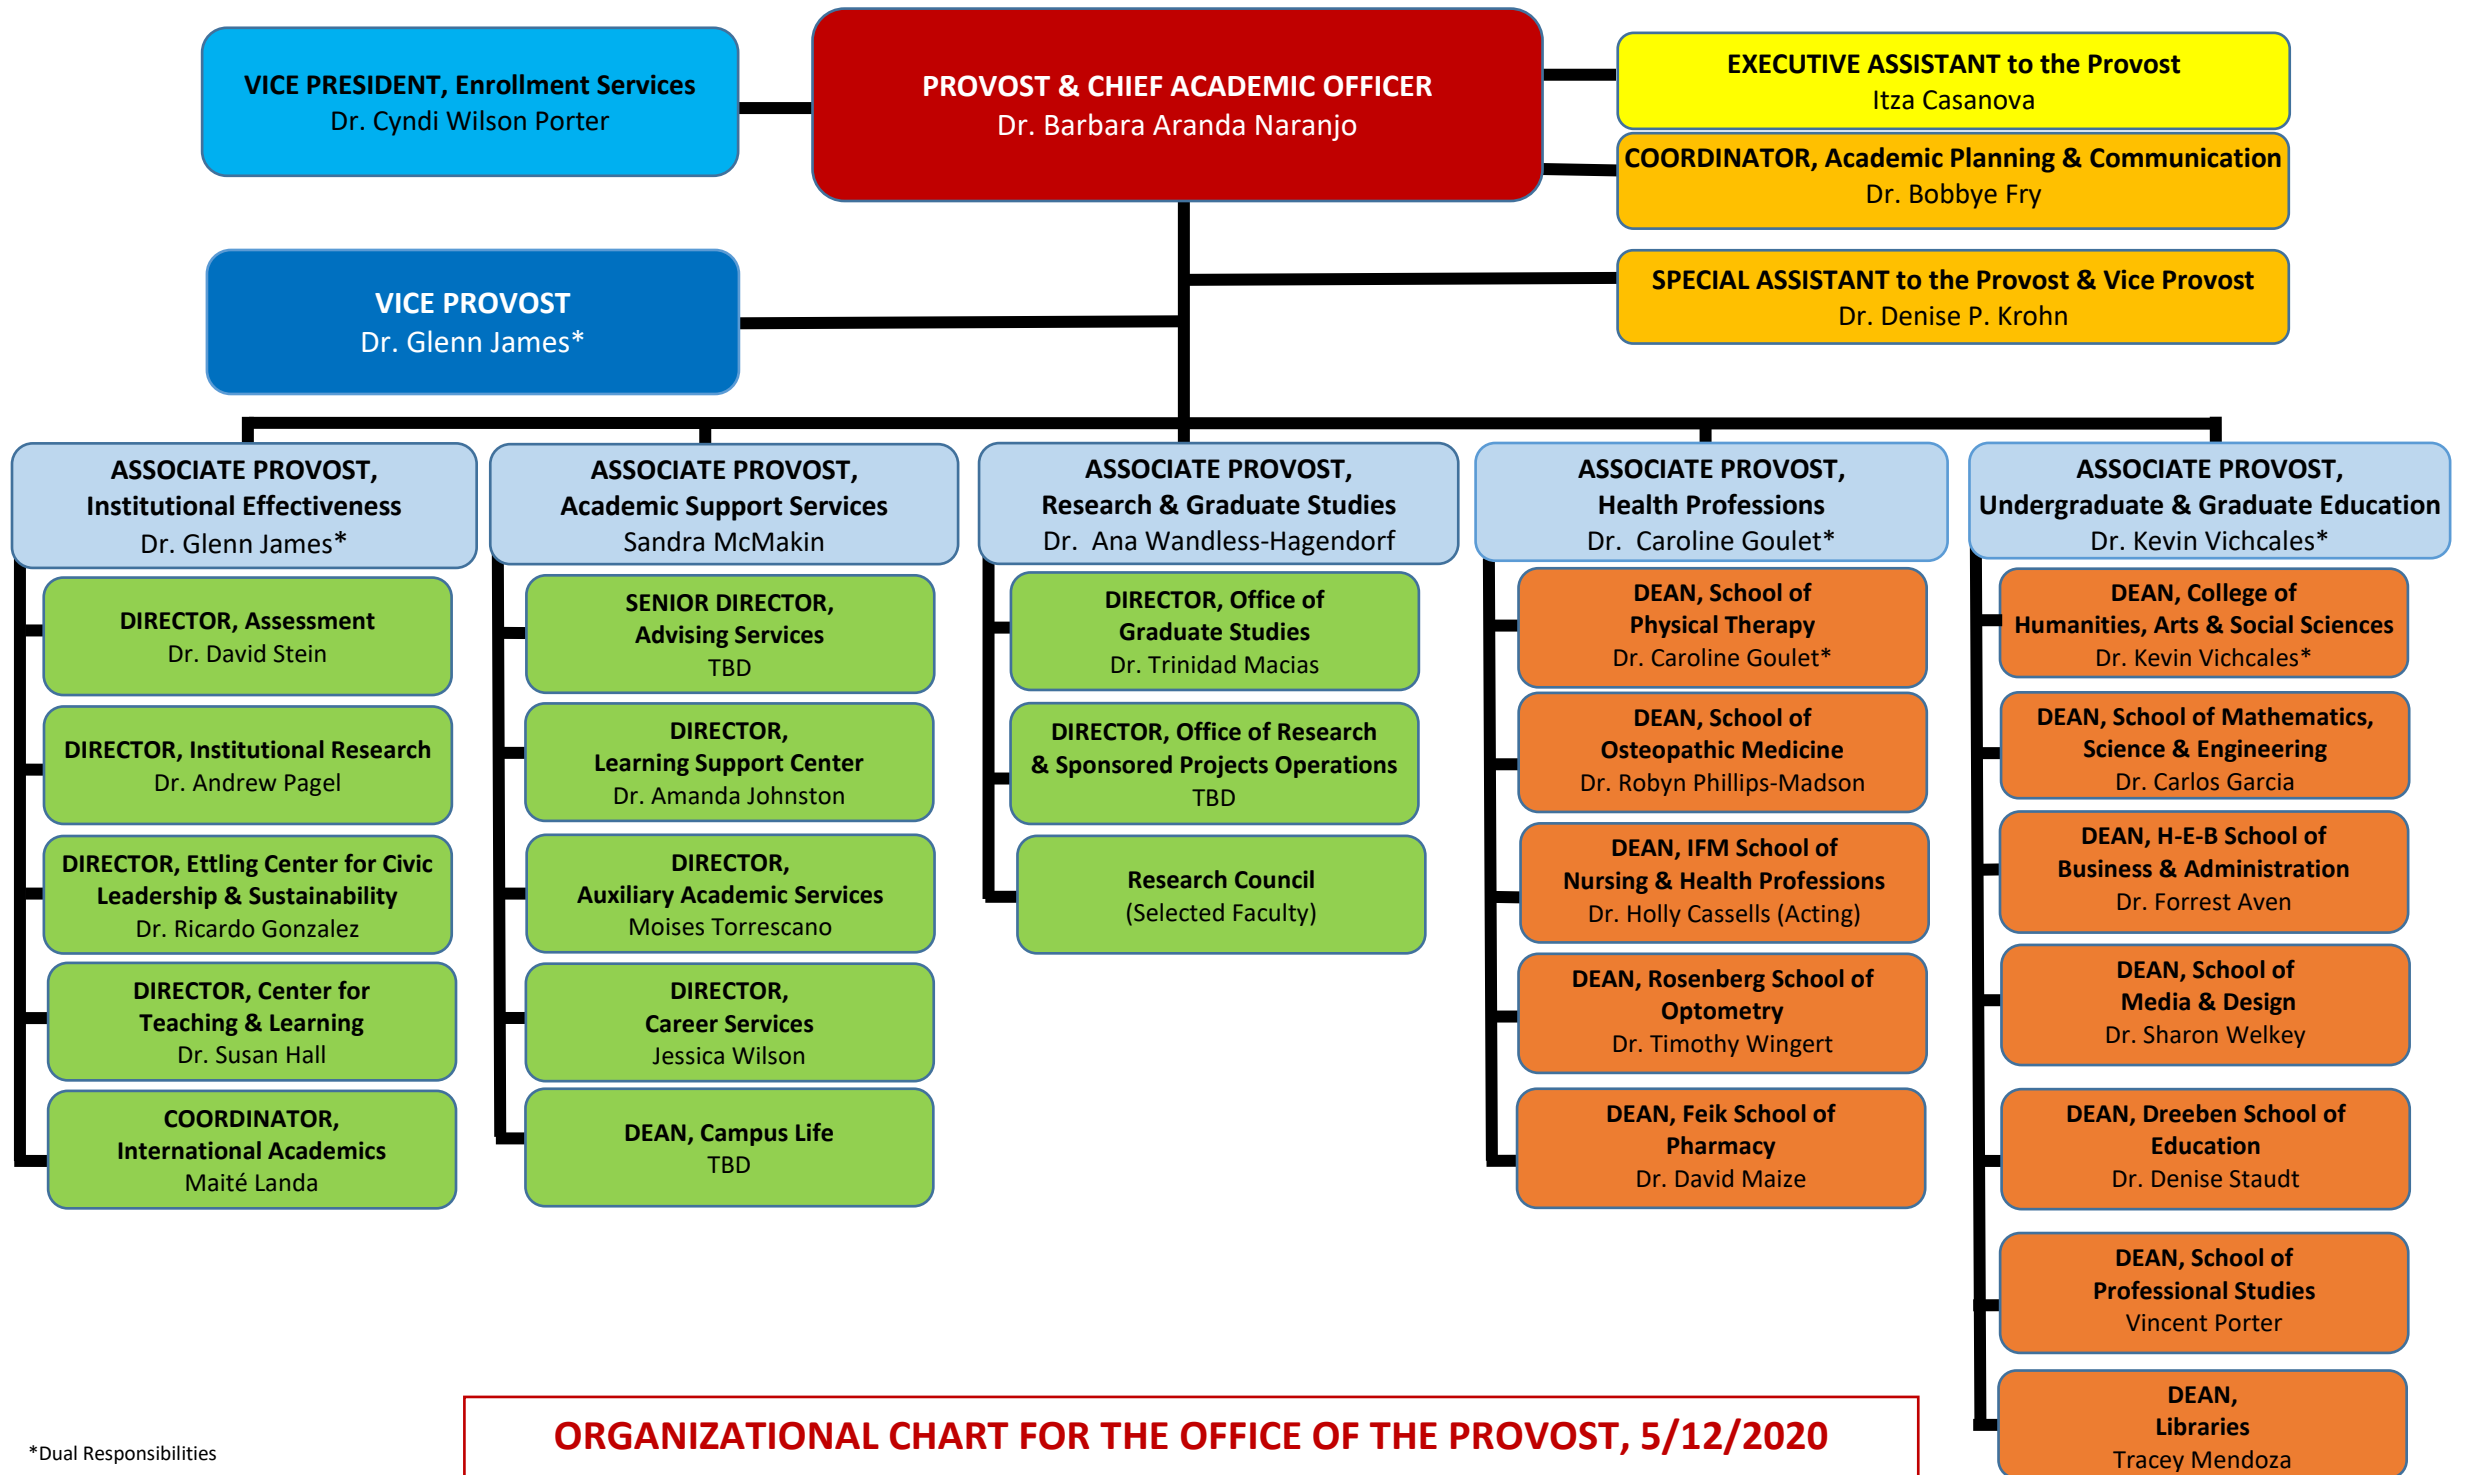 VICE PRESIDENT, Enrollment Services
Dr. Cyndi Wilson Porter
PROVOST & CHIEF ACADEMIC OFFICER
Dr. Barbara Aranda Naranjo
EXECUTIVE ASSISTANT to the Provost
Itza Casanova
COORDINATOR, Academic Planning & Communication
Dr. Bobbye Fry
VICE PROVOST
Dr. Glenn James*
SPECIAL ASSISTANT to the Provost & Vice Provost
Dr. Denise P. Krohn
ASSOCIATE PROVOST,
Institutional Effectiveness
Dr. Glenn James*
DIRECTOR, Assessment
Dr. David Stein
DIRECTOR, Institutional Research
Dr. Andrew Pagel
DIRECTOR, Ettling Center for Civic
Leadership & Sustainability
Dr. Ricardo Gonzalez
DIRECTOR, Center for
Teaching & Learning
Dr. Susan Hall
COORDINATOR,
International Academics
Maité Landa
ASSOCIATE PROVOST,
Academic Support Services
Sandra McMakin
SENIOR DIRECTOR,
Advising Services
TBD
DIRECTOR,
Learning Support Center
Dr. Amanda Johnston
DIRECTOR,
Auxiliary Academic Services
Moises Torrescano
DIRECTOR,
Career Services
Jessica Wilson
DEAN, Campus Life
TBD
ASSOCIATE PROVOST,
Research & Graduate Studies
Dr. Ana Wandless-Hagendorf
DIRECTOR, Office of
Graduate Studies
Dr. Trinidad Macias
DIRECTOR, Office of Research
& Sponsored Projects Operations
TBD
Research Council
(Selected Faculty)
ASSOCIATE PROVOST,
Health Professions
Dr. Caroline Goulet*
DEAN, School of
Physical Therapy
Dr. Caroline Goulet*
DEAN, School of
Osteopathic Medicine
Dr. Robyn Phillips-Madson
DEAN, IFM School of
Nursing & Health Professions
Dr. Holly Cassells (Acting)
DEAN, Rosenberg School of
Optometry
Dr. Timothy Wingert
DEAN, Feik School of
Pharmacy
Dr. David Maize
ASSOCIATE PROVOST,
Undergraduate & Graduate Education
Dr. Kevin Vichcales*
DEAN, College of
Humanities, Arts & Social Sciences
Dr. Kevin Vichcales*
DEAN, School of Mathematics,
Science & Engineering
Dr. Carlos Garcia
DEAN, H-E-B School of
Business & Administration
Dr. Forrest Aven
DEAN, School of
Media & Design
Dr. Sharon Welkey
DEAN, Dreeben School of
Education
Dr. Denise Staudt
DEAN, School of
Professional Studies
Vincent Porter
DEAN,
Libraries
Tracey Mendoza
*Dual Responsibilities
ORGANIZATIONAL CHART FOR THE OFFICE OF THE PROVOST, 5/12/2020